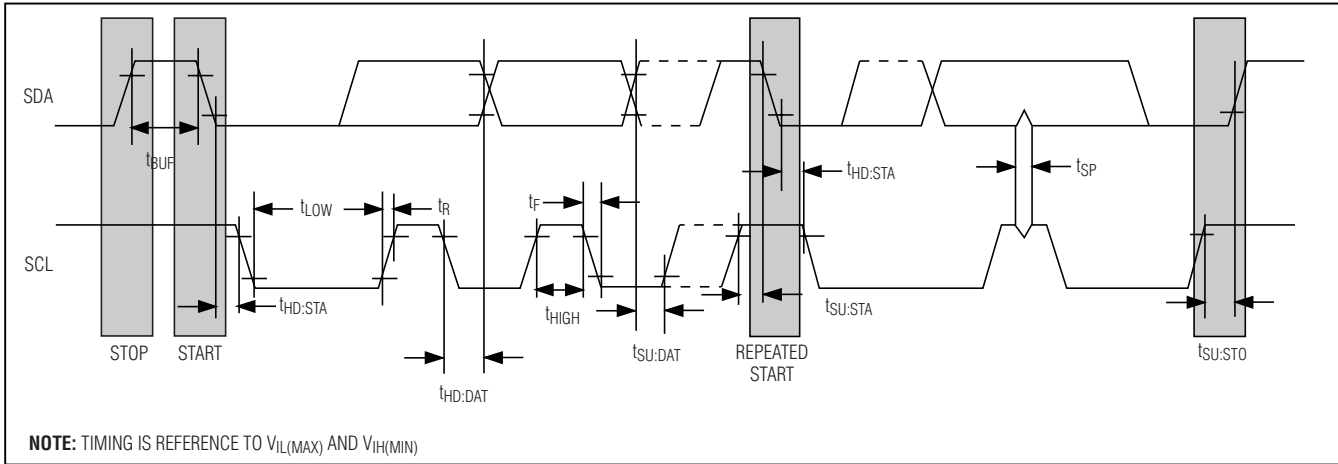 SDA
tBUF
tHD:STA
tSP
tLOW
tR
tF
SCL
tHD:STA
tHIGH
tSU:STA
STOP
START
tSU:DAT
REPEATED
START
tSU:STO
tHD:DAT
NOTE: TIMING IS REFERENCE TO VIL(MAX) AND VIH(MIN)